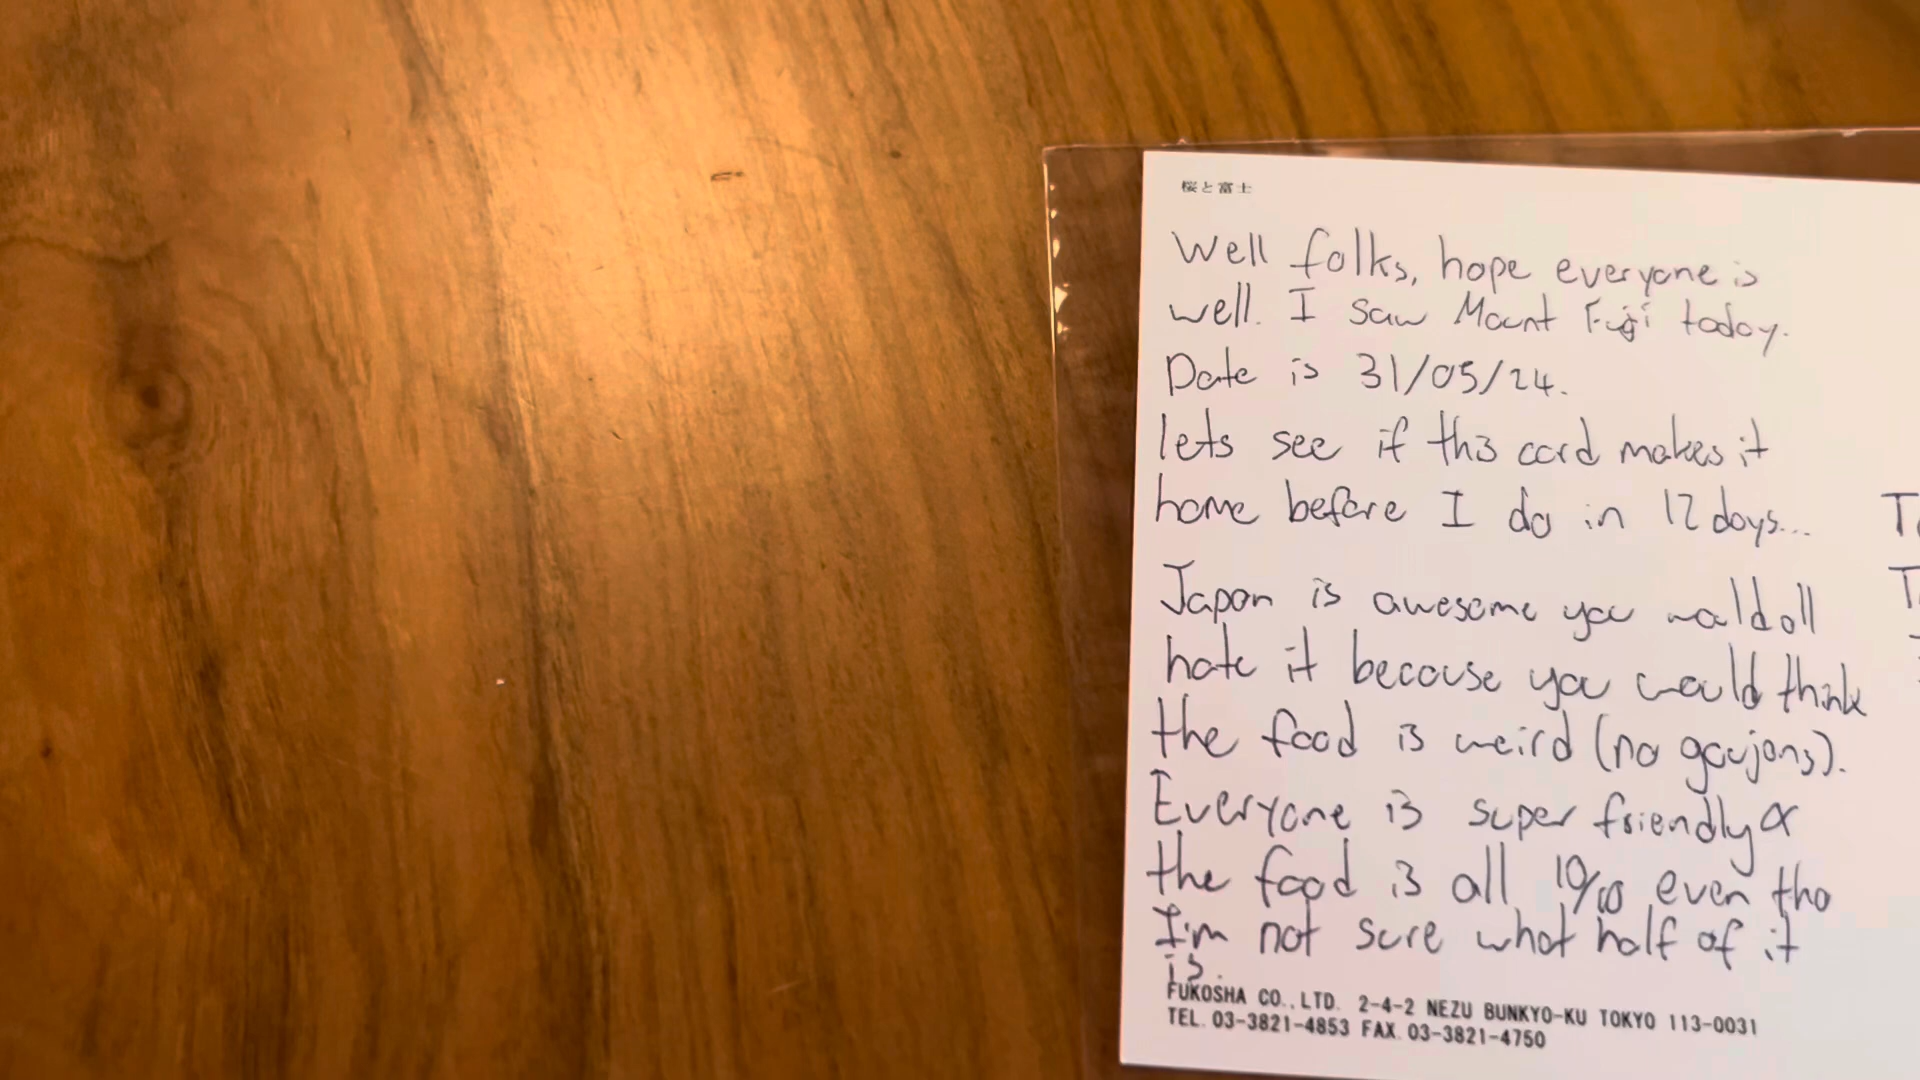 桜と富士
Well folks, hope everyone is
well. I saw Mount Fuji today.
Date is 31/05/24.
lets see if this card makes it
home before I do in 12 days...
Japan is awesome you would all
hate it because you would think
the food is weird (no goujons).
Everyone is super friendly &
the food is all 10/10 even tho
I'm not sure what half of it
is.
FUKOSHA CO.,LTD. 2-4-2 NEZU BUNKYO-KU TOKYO 113-0031
TEL. 03-3821-4853 FAX. 03-3821-4750